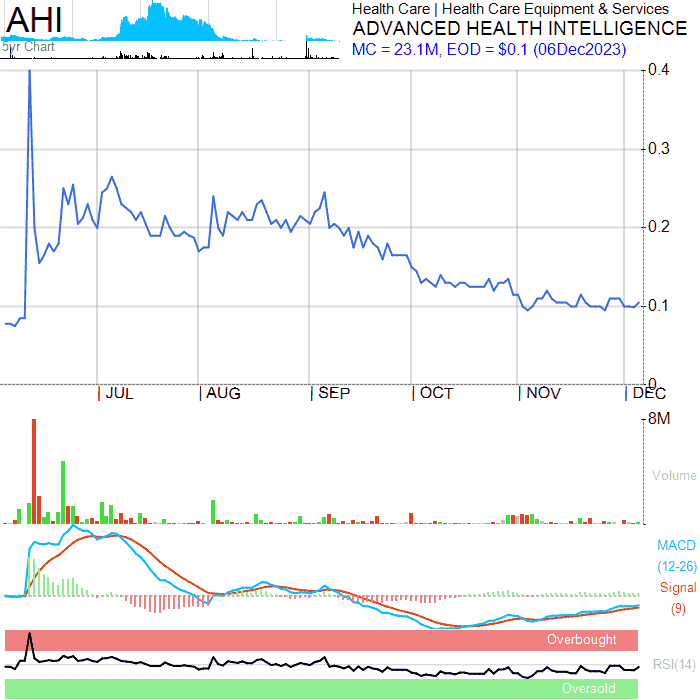 AHI
5yr Chart
Health Care | Health Care Equipment & Services
ADVANCED HEALTH INTELLIGENCE
MC = 23.1M, EOD = $0.1 (06Dec2023)
0.4
0.3
0.2
0.1
0
| JUL
| AUG
| SEP
| OCT
| NOV
| DEC
8M
Volume
MACD
(12-26)
Signal
(9)
Overbought
RSI(14)
Oversold